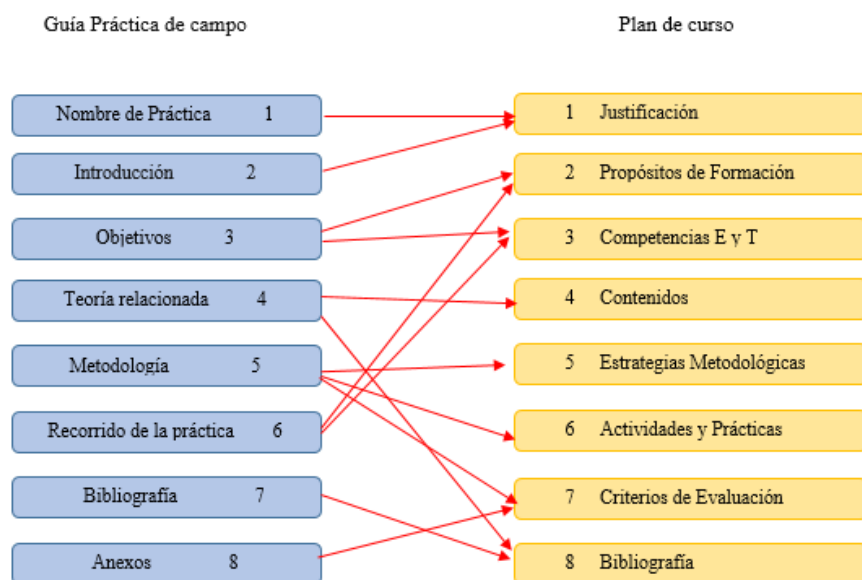 Guía Práctica de campo
Plan de curso
Nombre de Práctica 1
1 Justificación
Introducción 2
2 Propósitos de Formación
Objetivos 3
3 Competencias E y T
Teoría relacionada 4
4 Contenidos
Metodología 5
5 Estrategias Metodológicas
Recorrido de la práctica 6
6 Actividades y Prácticas
Bibliografía 7
7 Criterios de Evaluación
Anexos 8
8 Bibliografía